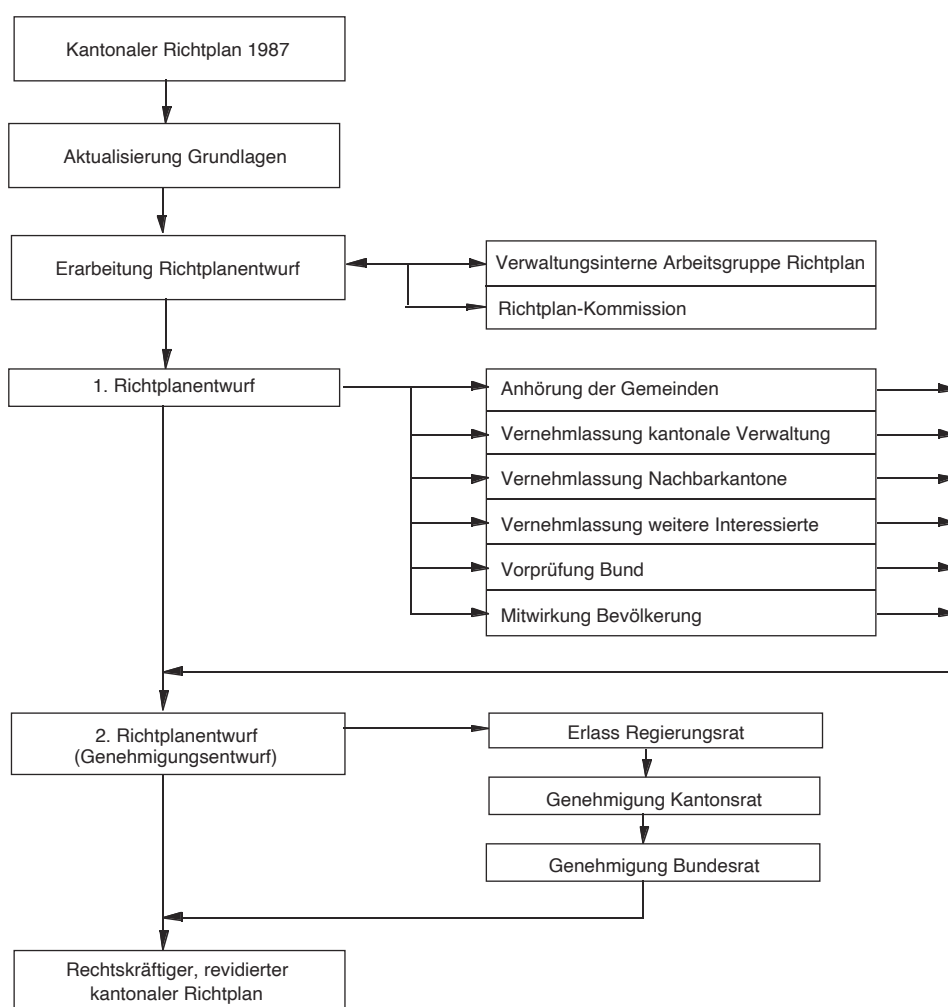 Kantonaler Richtplan 1987
Aktualisierung Grundlagen
Erarbeitung Richtplanentwurf
Verwaltungsinterne Arbeitsgruppe Richtplan
Richtplan-Kommission
1. Richtplanentwurf
Anhörung der Gemeinden
Vernehmlassung kantonale Verwaltung
Vernehmlassung Nachbarkantone
Vernehmlassung weitere Interessierte
Vorprüfung Bund
Mitwirkung Bevölkerung
2. Richtplanentwurf
(Genehmigungsentwurf)
Erlass Regierungsrat
Genehmigung Kantonsrat
Genehmigung Bundesrat
Rechtskräftiger, revidierter
kantonaler Richtplan